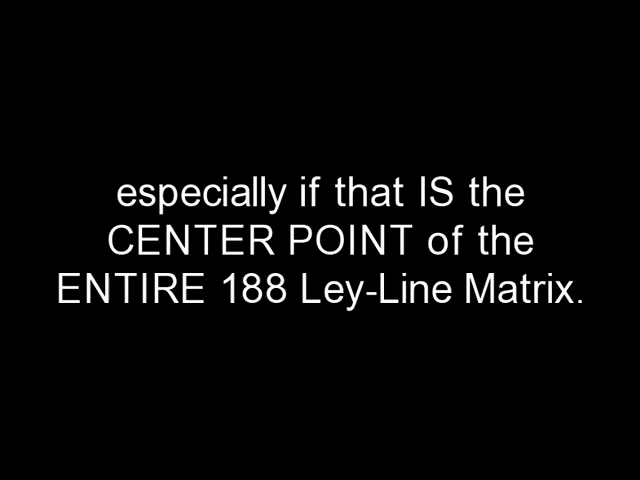 especially if that IS the
CENTER POINT of the
ENTIRE 188 Ley-Line Matrix.